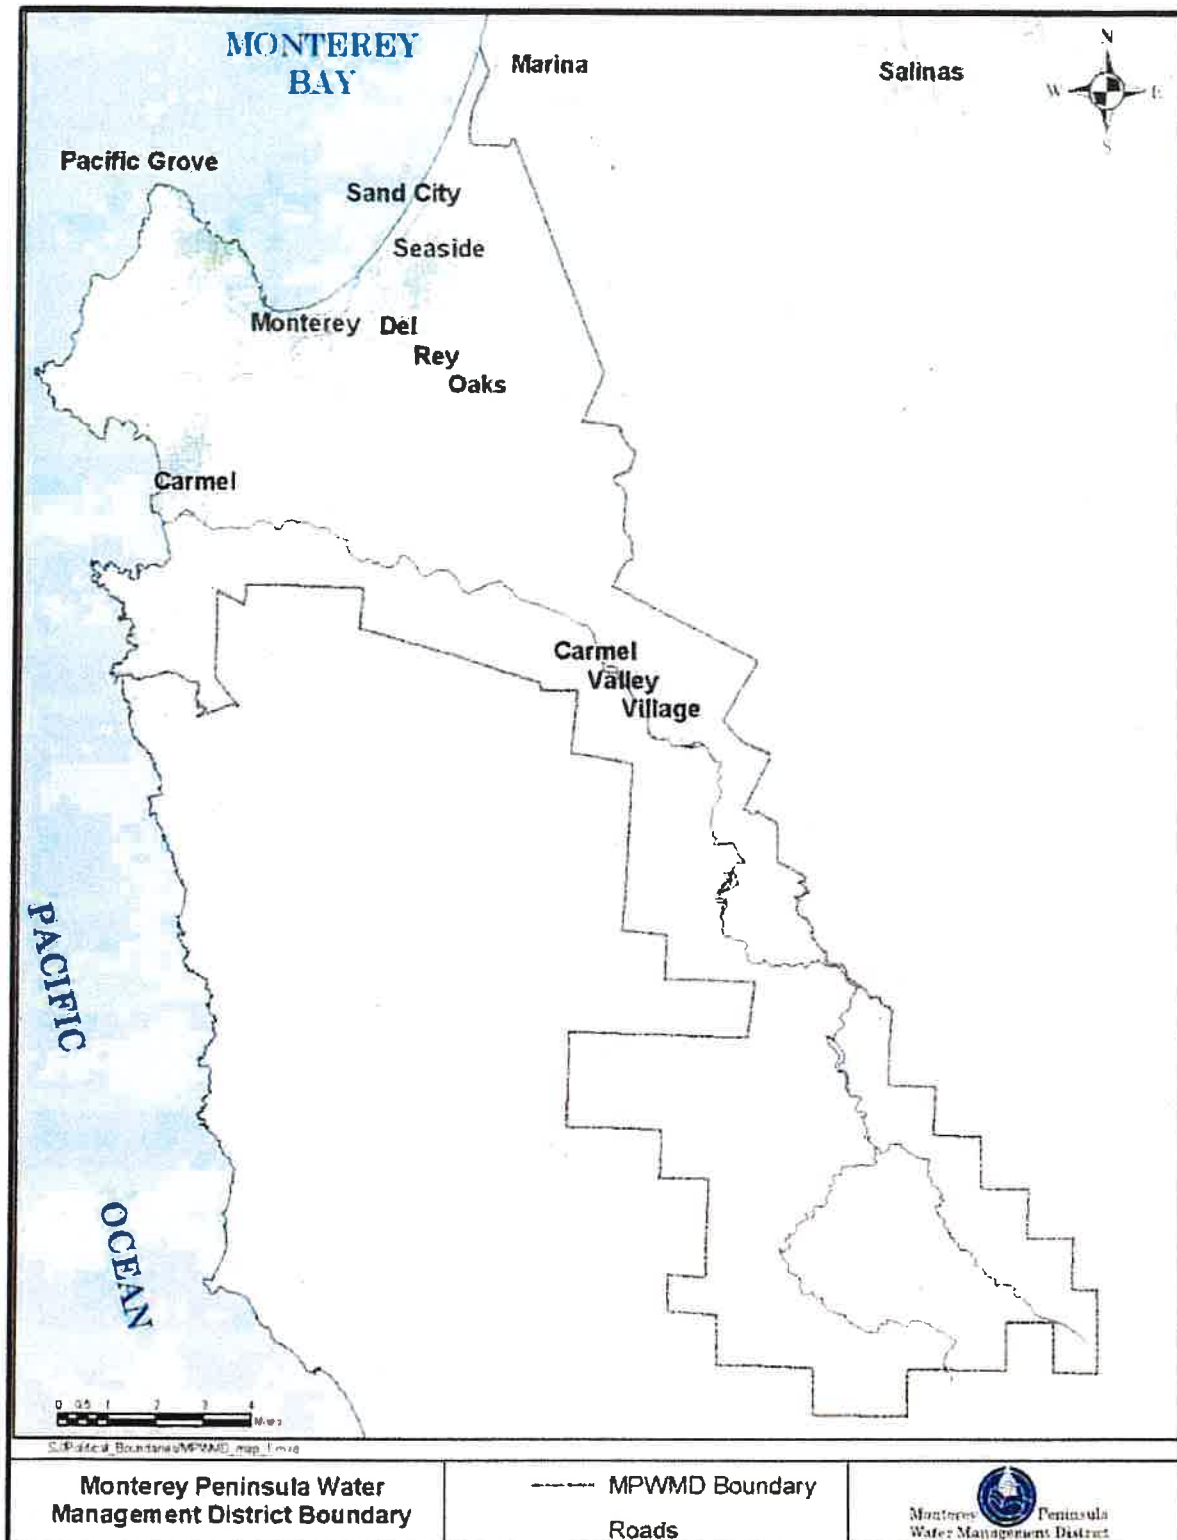 MONTEREY
BAY
Marina
Salinas
N
W
E
S
Pacific Grove
Sand City
Seaside
Monterey
Del
Rey
Oaks
Carmel
Carmel
Valley
Village
PACIFIC
OCEAN
0 0.5 1 2 3 4
Miles
Monterey Peninsula Water
Management District Boundary
MPWMD Boundary
Roads
Monterey Peninsula
Water Management District